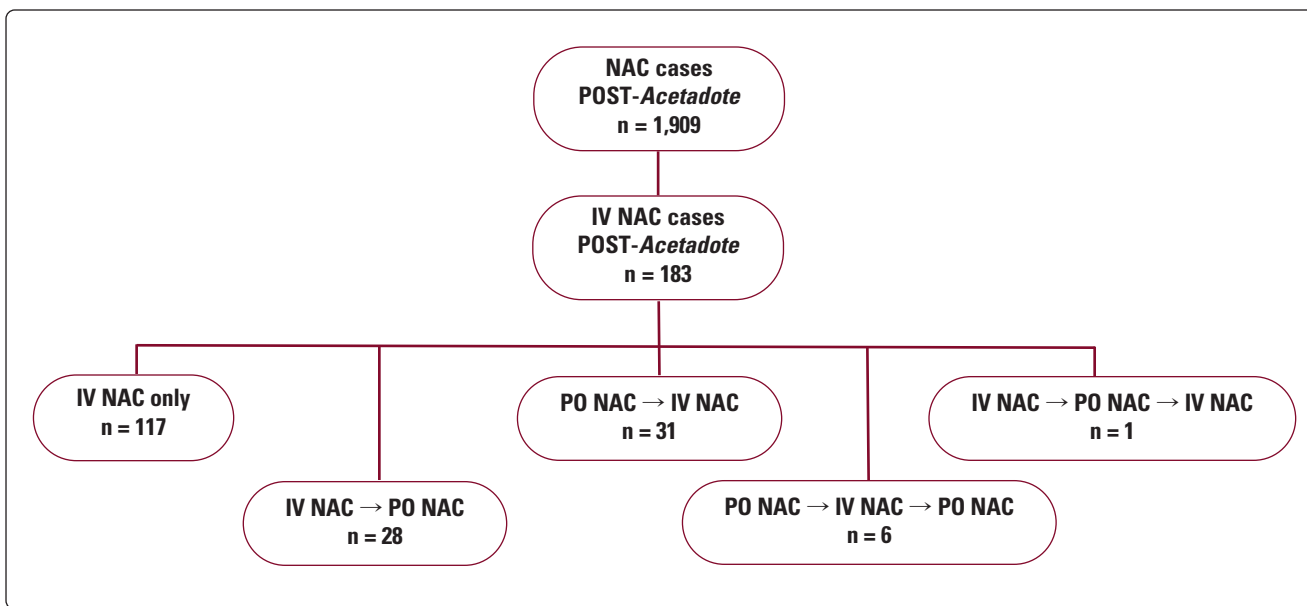 NAC cases
POST-Acetadote
n = 1,909
IV NAC cases
POST-Acetadote
n = 183
IV NAC only
n = 117
PO NAC → IV NAC
n = 31
IV NAC → PO NAC → IV NAC
n = 1
IV NAC → PO NAC
n = 28
PO NAC → IV NAC → PO NAC
n = 6